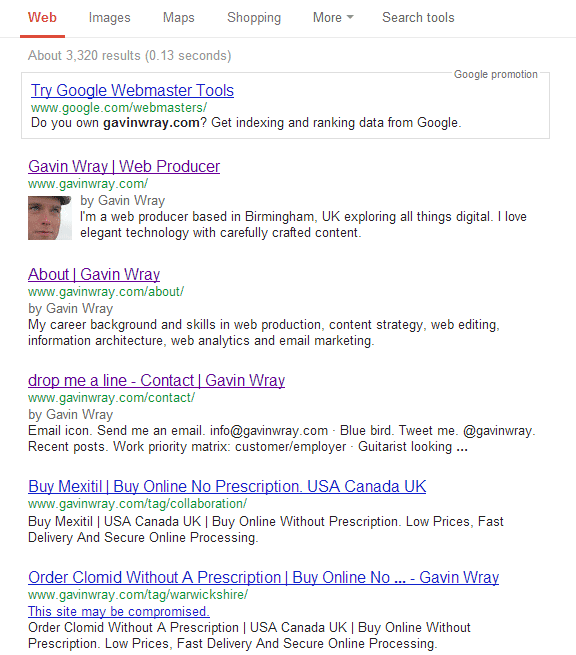 Web Images Maps Shopping More Search tools
About 3,320 results (0.13 seconds)
Google promotion
Try Google Webmaster Tools
www.google.com/webmasters/
Do you own gavinwray.com? Get indexing and ranking data from Google.
Gavin Wray | Web Producer
www.gavinwray.com/
by Gavin Wray
I'm a web producer based in Birmingham, UK exploring all things digital. I love
elegant technology with carefully crafted content.
About | Gavin Wray
www.gavinwray.com/about/
by Gavin Wray
My career background and skills in web production, content strategy, web editing,
information architecture, web analytics and email marketing.
drop me a line - Contact | Gavin Wray
www.gavinwray.com/contact/
by Gavin Wray
Email icon. Send me an email. info@gavinwray.com · Blue bird. Tweet me. @gavinwray.
Recent posts. Work priority matrix: customer/employer · Guitarist looking ...
Buy Mexitil | Buy Online No Prescription. USA Canada UK
www.gavinwray.com/tag/collaboration/
Buy Mexitil | USA Canada UK | Buy Online Without Prescription. Low Prices, Fast
Delivery And Secure Online Processing.
Order Clomid Without A Prescription | Buy Online No ... - Gavin Wray
www.gavinwray.com/tag/warwickshire/
This site may be compromised.
Order Clomid Without A Prescription | USA Canada UK | Buy Online Without
Prescription. Low Prices, Fast Delivery And Secure Online Processing.